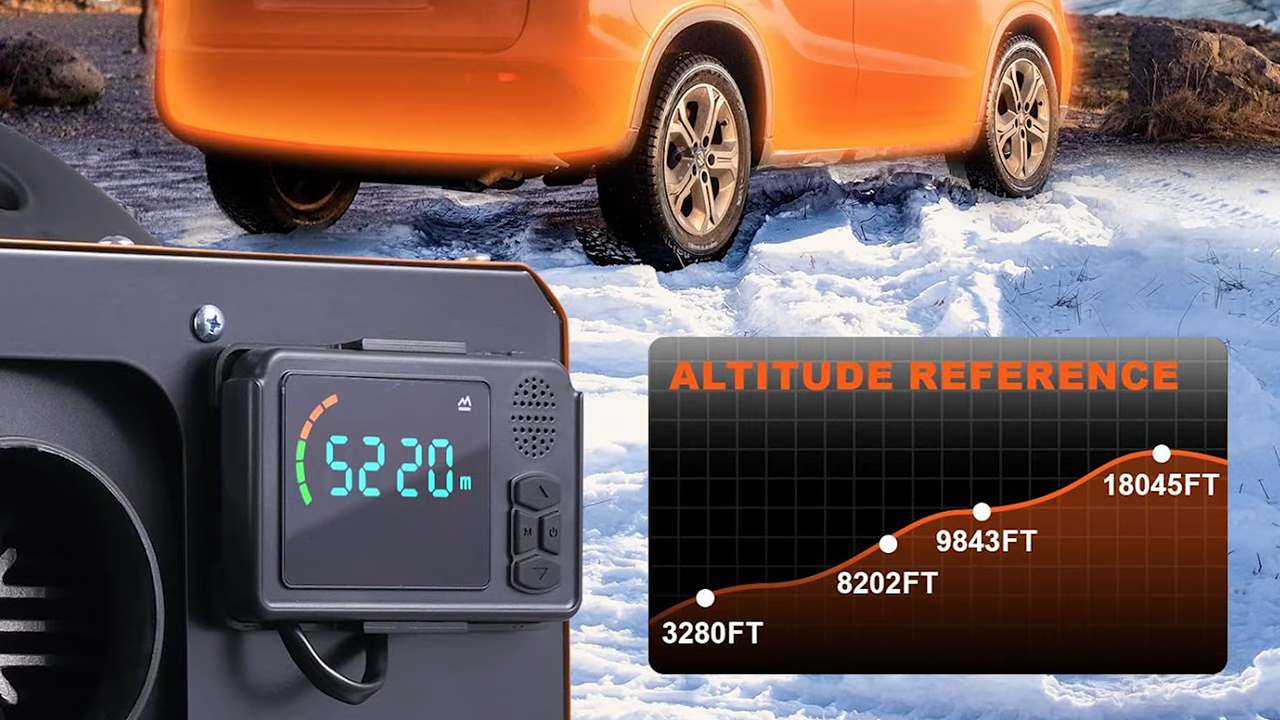 5220m
M
ALTITUDE REFERENCE
18045FT
9843FT
8202FT
3280FT